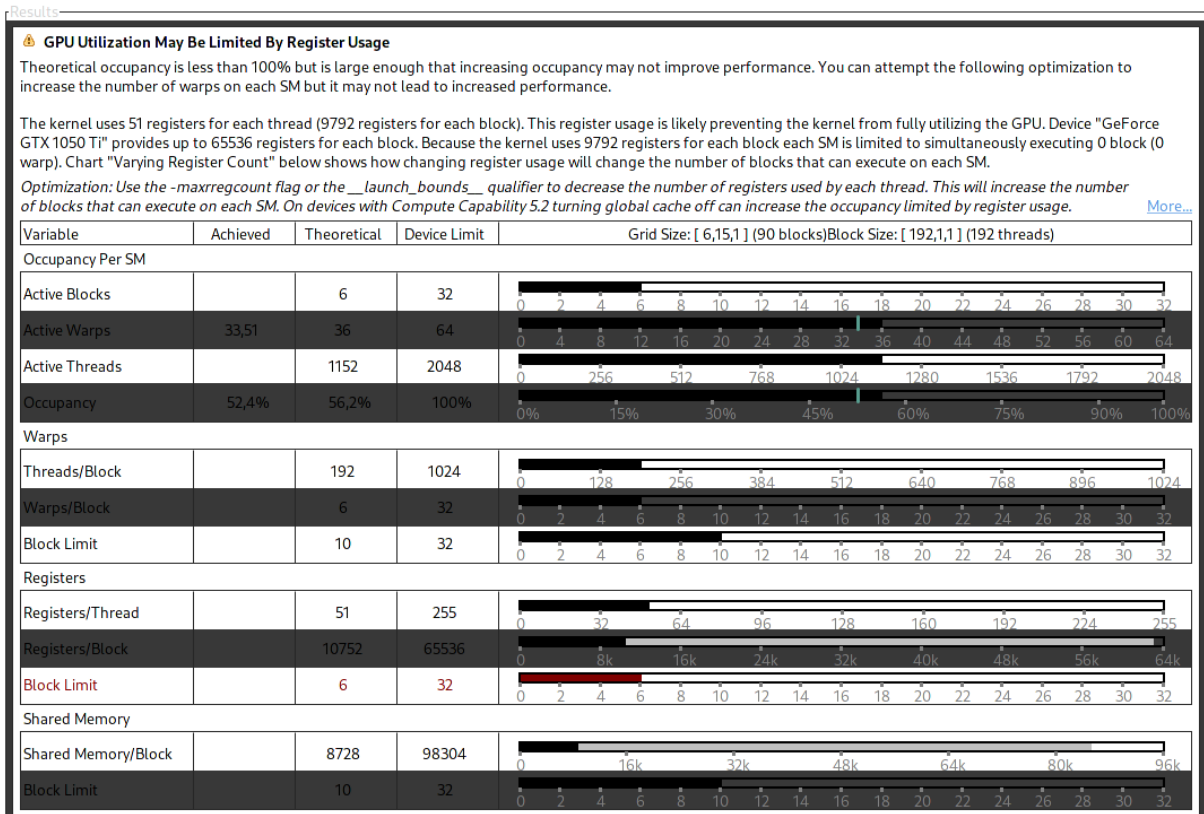 Results
GPU Utilization May Be Limited By Register Usage
Theoretical occupancy is less than 100% but is large enough that increasing occupancy may not improve performance. You can attempt the following optimization to
increase the number of warps on each SM but it may not lead to increased performance.
The kernel uses 51 registers for each thread (9792 registers for each block). This register usage is likely preventing the kernel from fully utilizing the GPU. Device "GeForce
GTX 1050 Ti" provides up to 65536 registers for each block. Because the kernel uses 9792 registers for each block each SM is limited to simultaneously executing 0 block (0
warp). Chart "Varying Register Count" below shows how changing register usage will change the number of blocks that can execute on each SM.
Optimization: Use the -maxrregcount flag or the __launch_bounds__ qualifier to decrease the number of registers used by each thread. This will increase the number
of blocks that can execute on each SM. On devices with Compute Capability 5.2 turning global cache off can increase the occupancy limited by register usage. More...
Variable Achieved Theoretical Device Limit Grid Size: [ 6,15,1 ] (90 blocks)Block Size: [ 192,1,1 ] (192 threads)
Occupancy Per SM
Active Blocks 6 32
0 2 4 6 8 10 12 14 16 18 20 22 24 26 28 30 32
Active Warps 33,51 36 64
0 4 8 12 16 20 24 28 32 36 40 44 48 52 56 60 64
Active Threads 1152 2048
0 256 512 768 1024 1280 1536 1792 2048
Occupancy 52,4% 56,2% 100%
0% 15% 30% 45% 60% 75% 90% 100%
Warps
Threads/Block 192 1024
0 128 256 384 512 640 768 896 1024
Warps/Block 6 32
0 2 4 6 8 10 12 14 16 18 20 22 24 26 28 30 32
Block Limit 10 32
0 2 4 6 8 10 12 14 16 18 20 22 24 26 28 30 32
Registers
Registers/Thread 51 255
0 32 64 96 128 160 192 224 255
Registers/Block 10752 65536
0 8k 16k 24k 32k 40k 48k 56k 64k
Block Limit 6 32
0 2 4 6 8 10 12 14 16 18 20 22 24 26 28 30 32
Shared Memory
Shared Memory/Block 8728 98304
0 16k 32k 48k 64k 80k 96k
Block Limit 10 32
0 2 4 6 8 10 12 14 16 18 20 22 24 26 28 30 32